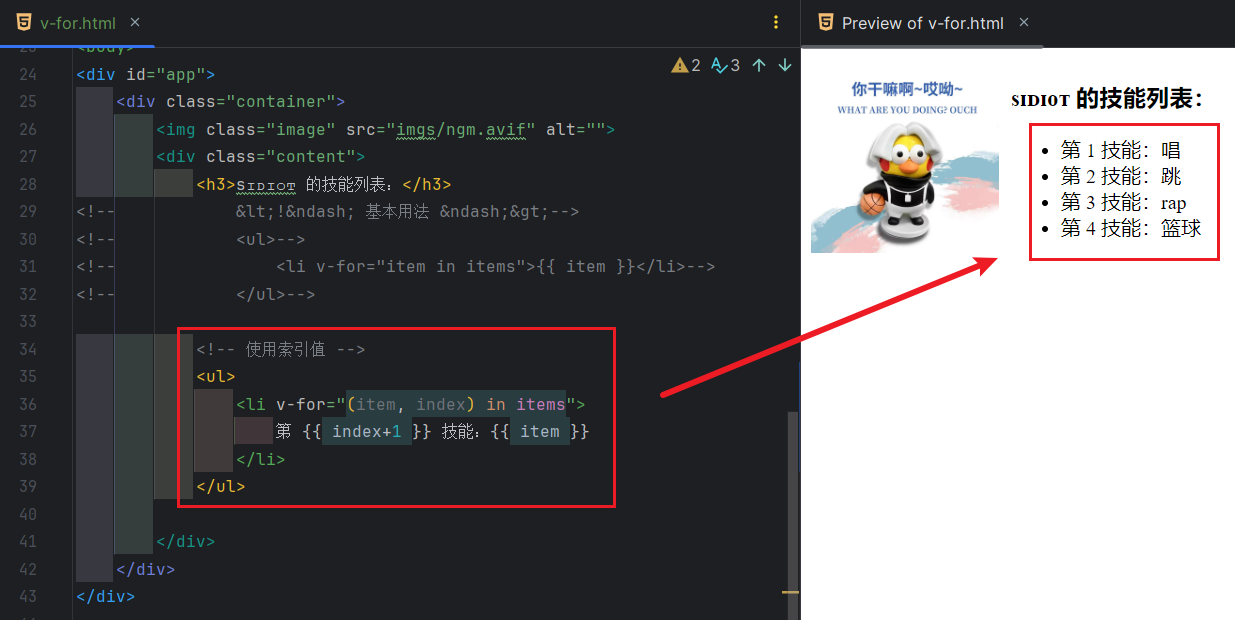 v-for.html
Preview of v-for.html
2 3
23 <body>
24 <div id="app">
25 <div class="container">
26 <img class="image" src="imgs/ngm.avif" alt="">
27 <div class="content">
28 <h3>sɪᴅɪᴏᴛ 的技能列表：</h3>
29 <!-- &lt;!&ndash; 基本用法 &ndash;&gt;-->
30 <!-- <ul>-->
31 <!-- <li v-for="item in items">{{ item }}</li>-->
32 <!-- </ul>-->
33
34 <!-- 使用索引值 -->
35 <ul>
36 <li v-for="(item, index) in items">
37 第 {{ index+1 }} 技能：{{ item }}
38 </li>
39 </ul>
40
41 </div>
42 </div>
43 </div>
你干嘛啊~哎呦~
WHAT ARE YOU DOING? OUCH
sɪᴅɪᴏᴛ 的技能列表：
• 第 1 技能：唱
• 第 2 技能：跳
• 第 3 技能：rap
• 第 4 技能：篮球